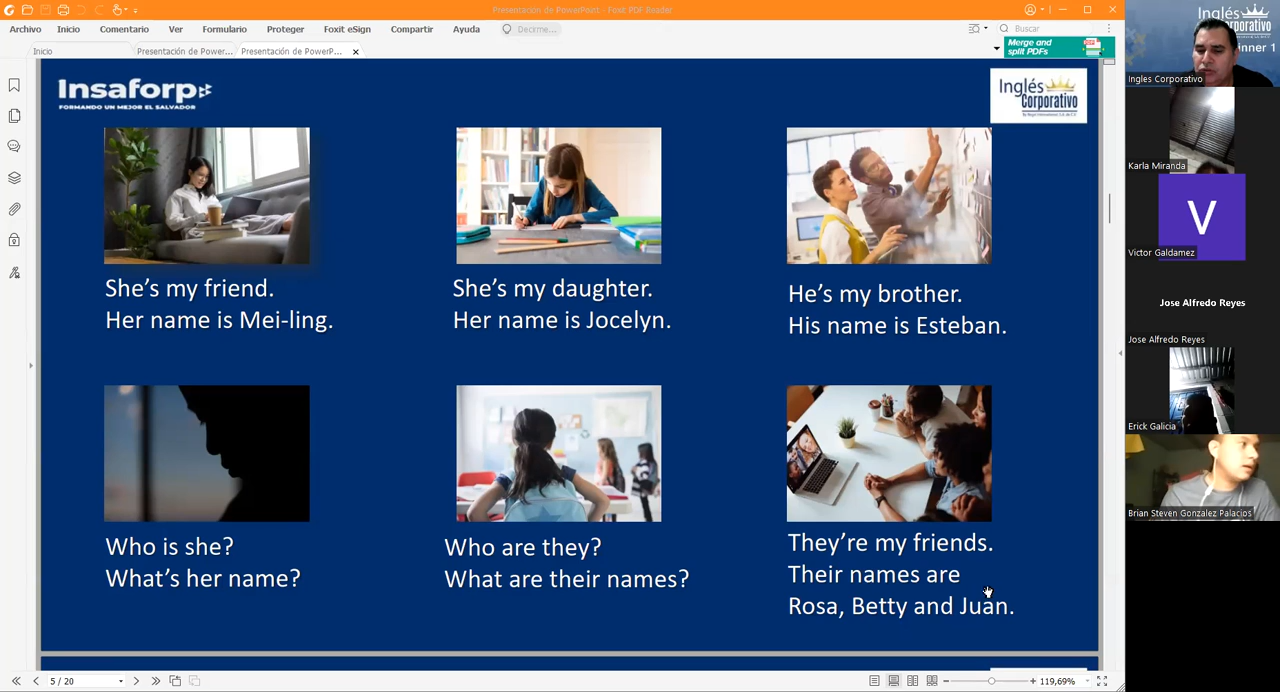 Presentación de PowerPoint - Foxit PDF Reader
Archivo Inicio Comentario Ver Formulario Proteger Foxit eSign Compartir Ayuda Decirme... Buscar
Inicio Presentación de Power... Presentación de PowerP... Merge and split PDFs
Insaforp
FORMANDO UN MEJOR EL SALVADOR
Inglés
Corporativo
She's my friend.
Her name is Mei-ling.
She's my daughter.
Her name is Jocelyn.
He's my brother.
His name is Esteban.
Who is she?
What's her name?
Who are they?
What are their names?
They're my friends.
Their names are
Rosa, Betty and Juan.
5 / 20
119,69%
Inglés
Corporativo
inner 1
Ingles Corporativo
Karla Miranda
V
Victor Galdamez
Jose Alfredo Reyes
Jose Alfredo Reyes
Erick Galicia
Brian Steven Gonzalez Palacios